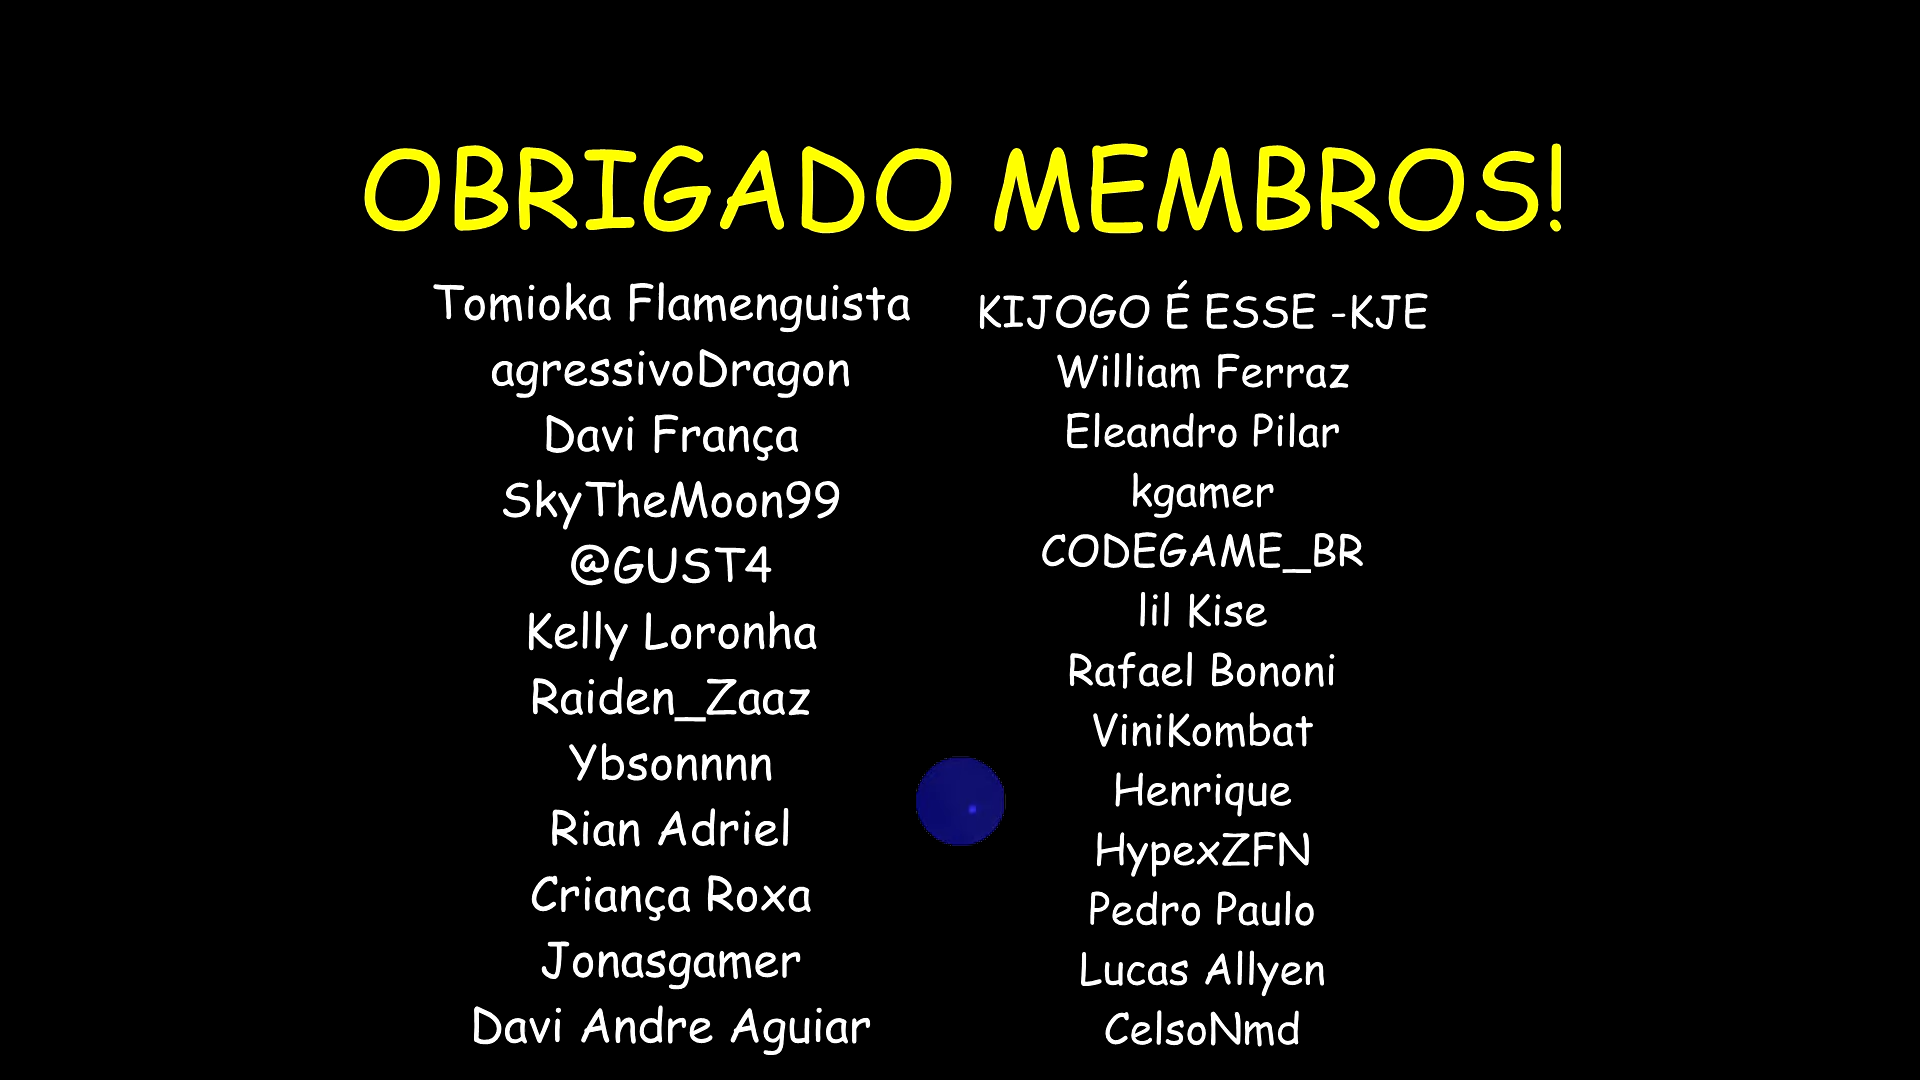 OBRIGADO MEMBROS!
Tomioka Flamenguista
agressivoDragon
Davi França
SkyTheMoon99
@GUST4
Kelly Loronha
Raiden_Zaaz
Ybsonnnn
Rian Adriel
Criança Roxa
Jonasgamer
Davi Andre Aguiar
KIJOGO É ESSE -KJE
William Ferraz
Eleandro Pilar
kgamer
CODEGAME_BR
lil Kise
Rafael Bononi
ViniKombat
Henrique
HypexZFN
Pedro Paulo
Lucas Allyen
CelsoNmd